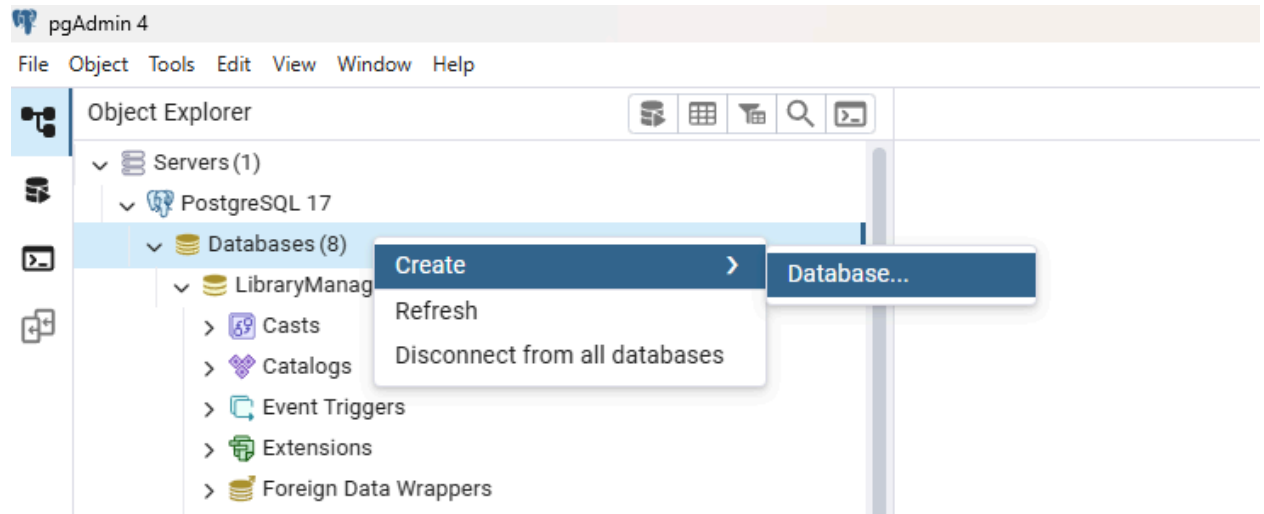 pgAdmin 4
File Object Tools Edit View Window Help
Object Explorer
Servers (1)
PostgreSQL 17
Databases (8)
Create
Database...
LibraryManag
Refresh
Casts
Disconnect from all databases
Catalogs
Event Triggers
Extensions
Foreign Data Wrappers